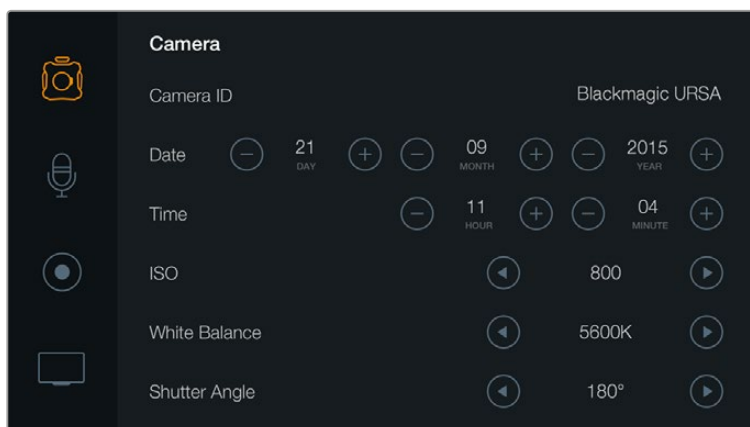 Camera
Camera ID Blackmagic URSA
Date 21 09 2015
DAY MONTH YEAR
Time 11 04
HOUR MINUTE
ISO 800
White Balance 5600K
Shutter Angle 180°